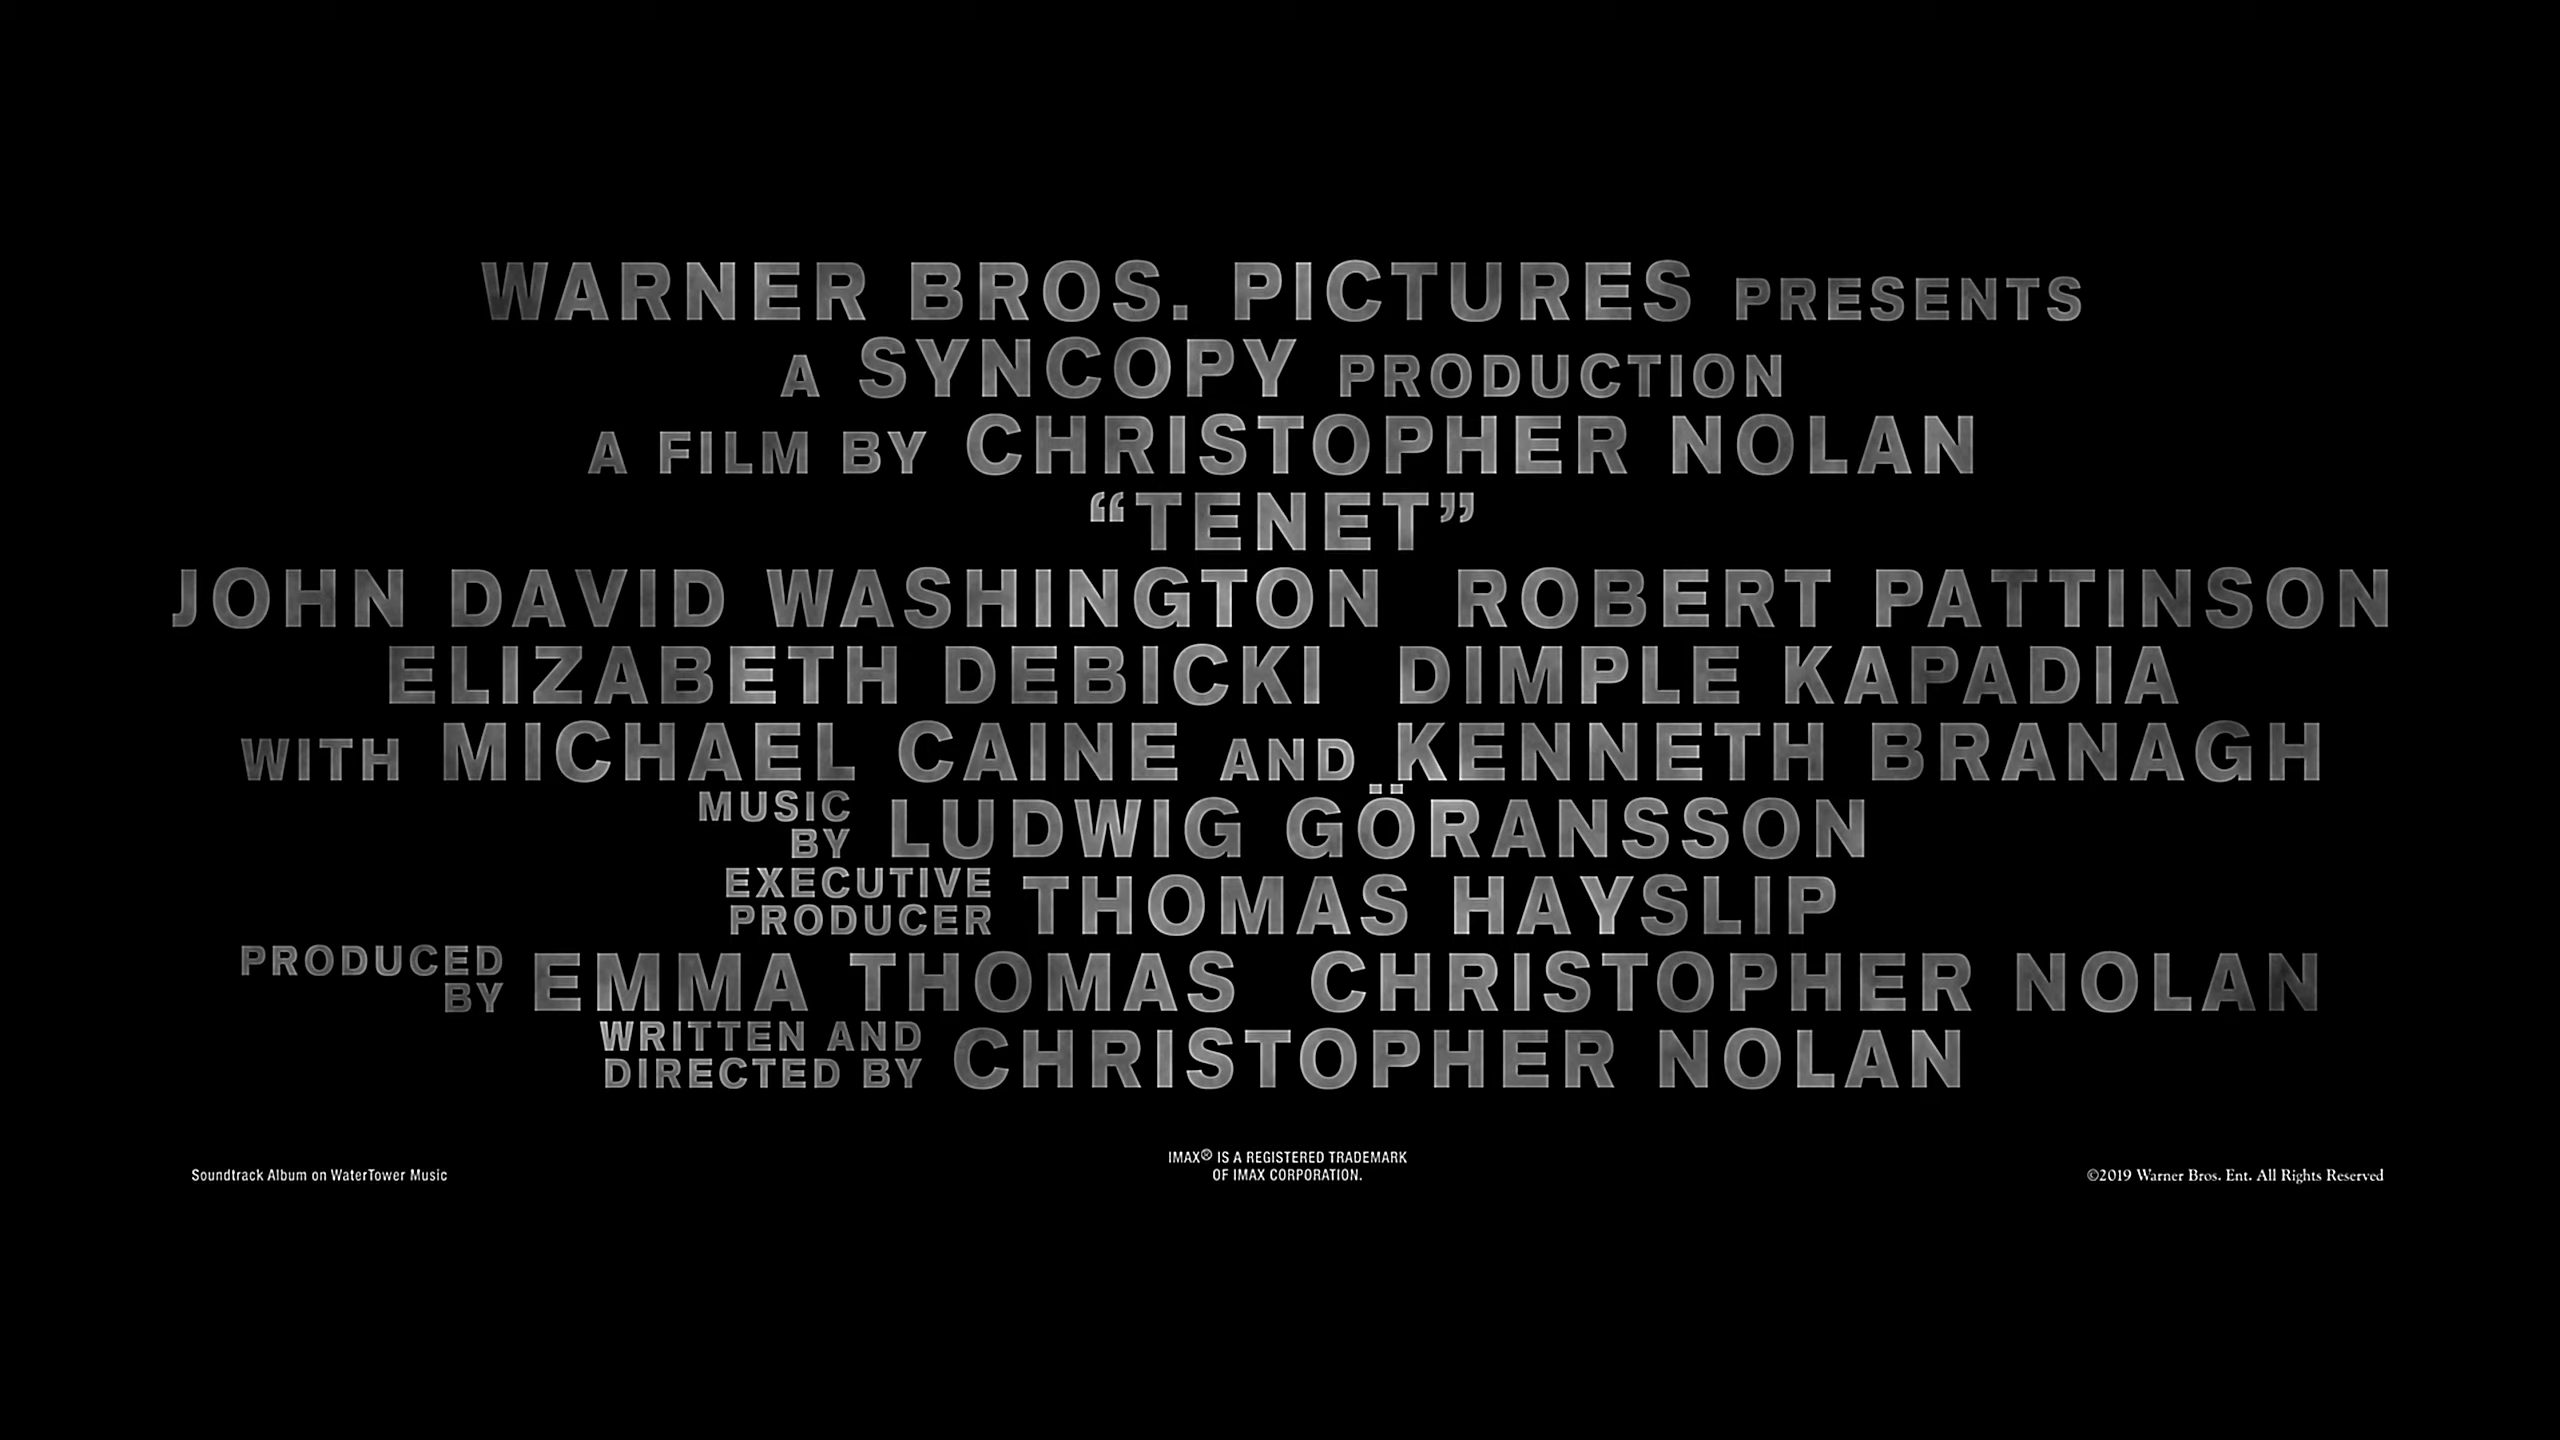 WARNER BROS. PICTURES PRESENTS
A SYNCOPY PRODUCTION
A FILM BY CHRISTOPHER NOLAN
“TENET”
JOHN DAVID WASHINGTON ROBERT PATTINSON
ELIZABETH DEBICKI DIMPLE KAPADIA
WITH MICHAEL CAINE AND KENNETH BRANAGH
MUSIC BY LUDWIG GÖRANSSON
EXECUTIVE PRODUCER THOMAS HAYSLIP
PRODUCED BY EMMA THOMAS CHRISTOPHER NOLAN
WRITTEN AND DIRECTED BY CHRISTOPHER NOLAN
Soundtrack Album on WaterTower Music
IMAX® IS A REGISTERED TRADEMARK
OF IMAX CORPORATION.
©2019 Warner Bros. Ent. All Rights Reserved